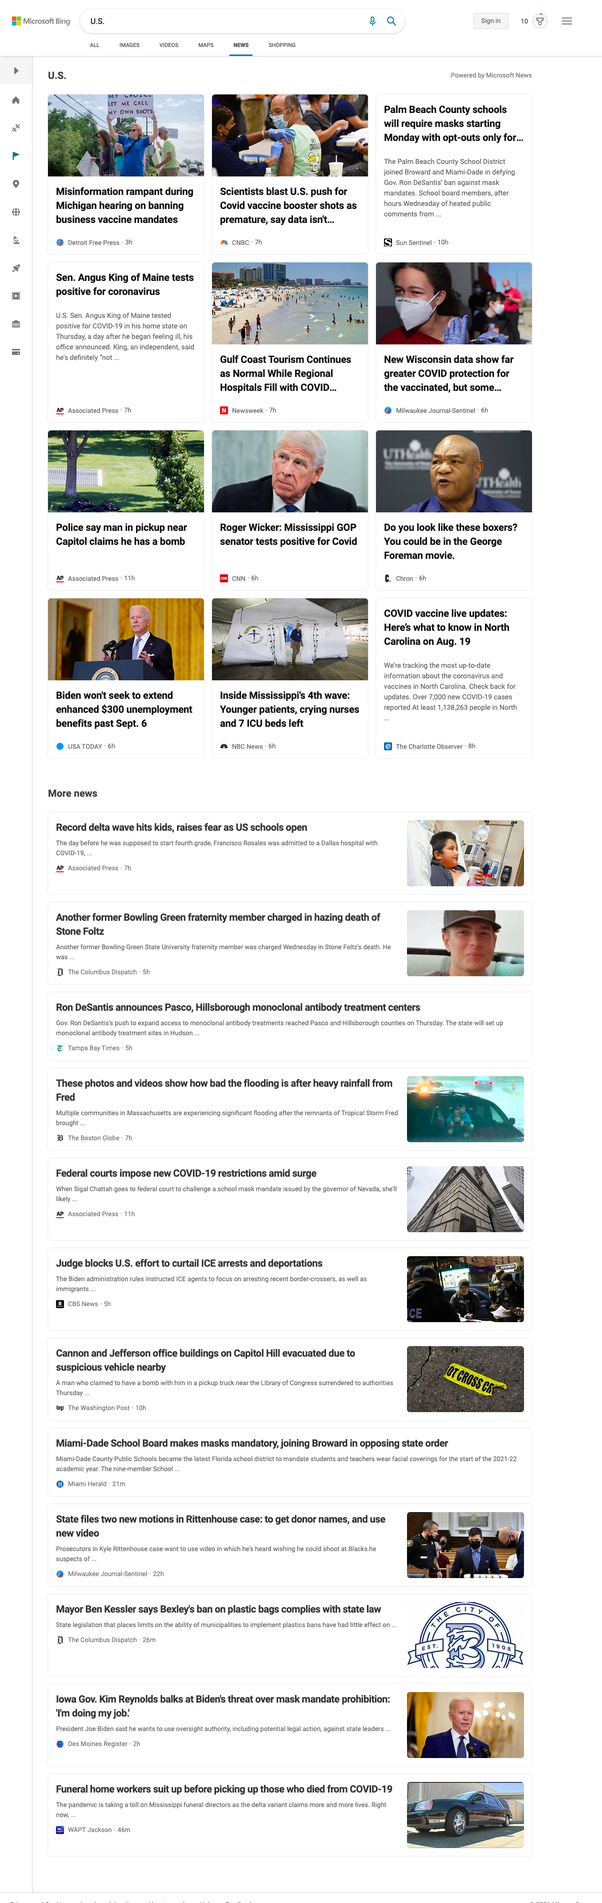 Microsoft Bing
U.S.
Sign in
10
ALL
IMAGES
VIDEOS
MAPS
NEWS
SHOPPING
U.S.
Powered by Microsoft News
MY CHOICE
LET ME CALL
MY OWN SHOTS
Misinformation rampant during
Michigan hearing on banning
business vaccine mandates
Detroit Free Press · 3h
Scientists blast U.S. push for
Covid vaccine booster shots as
premature, say data isn't...
CNBC · 7h
Palm Beach County schools
will require masks starting
Monday with opt-outs only for...
The Palm Beach County School District
joined Broward and Miami-Dade in defying
Gov. Ron DeSantis' ban against mask
mandates. School board members, after
hours Wednesday of heated public
comments from ...
Sun Sentinel · 10h
Sen. Angus King of Maine tests
positive for coronavirus
U.S. Sen. Angus King of Maine tested
positive for COVID-19 in his home state on
Thursday, a day after he began feeling ill, his
office announced. King, an independent, said
he's definitely "not ...
AP Associated Press · 7h
Gulf Coast Tourism Continues
as Normal While Regional
Hospitals Fill with COVID...
N Newsweek · 7h
New Wisconsin data show far
greater COVID protection for
the vaccinated, but some...
Milwaukee Journal-Sentinel · 6h
Police say man in pickup near
Capitol claims he has a bomb
AP Associated Press · 11h
Roger Wicker: Mississippi GOP
senator tests positive for Covid
CNN · 6h
UTHealth
Do you look like these boxers?
You could be in the George
Foreman movie.
Chron · 6h
Biden won't seek to extend
enhanced $300 unemployment
benefits past Sept. 6
USA TODAY · 6h
Inside Mississippi's 4th wave:
Younger patients, crying nurses
and 7 ICU beds left
NBC News · 6h
COVID vaccine live updates:
Here's what to know in North
Carolina on Aug. 19
We're tracking the most up-to-date
information about the coronavirus and
vaccines in North Carolina. Check back for
updates. Over 7,000 new COVID-19 cases
reported At least 1,138,263 people in North
...
The Charlotte Observer · 8h
More news
Record delta wave hits kids, raises fear as US schools open
The day before he was supposed to start fourth grade, Francisco Rosales was admitted to a Dallas hospital with
COVID-19, ...
AP Associated Press · 7h
Another former Bowling Green fraternity member charged in hazing death of
Stone Foltz
Another former Bowling Green State University fraternity member was charged Wednesday in Stone Foltz's death. He
was ...
The Columbus Dispatch · 5h
Ron DeSantis announces Pasco, Hillsborough monoclonal antibody treatment centers
Gov. Ron DeSantis's push to expand access to monoclonal antibody treatments reached Pasco and Hillsborough counties on Thursday. The state will set up
monoclonal antibody treatment sites in Hudson ...
Tampa Bay Times · 5h
These photos and videos show how bad the flooding is after heavy rainfall from
Fred
Multiple communities in Massachusetts are experiencing significant flooding after the remnants of Tropical Storm Fred
brought ...
The Boston Globe · 7h
Federal courts impose new COVID-19 restrictions amid surge
When Sigal Chattah goes to federal court to challenge a school mask mandate issued by the governor of Nevada, she'll
likely ...
AP Associated Press · 11h
Judge blocks U.S. effort to curtail ICE arrests and deportations
The Biden administration rules instructed ICE agents to focus on arresting recent border-crossers, as well as
immigrants ...
CBS News · 5h
Cannon and Jefferson office buildings on Capitol Hill evacuated due to
suspicious vehicle nearby
A man who claimed to have a bomb with him in a pickup truck near the Library of Congress surrendered to authorities
Thursday ...
wp The Washington Post · 10h
Miami-Dade School Board makes masks mandatory, joining Broward in opposing state order
Miami-Dade County Public Schools became the latest Florida school district to mandate students and teachers wear facial coverings for the start of the 2021-22
academic year. The nine-member School ...
Miami Herald · 21m
State files two new motions in Rittenhouse case: to get donor names, and use
new video
Prosecutors in Kyle Rittenhouse case want to use video in which he's heard wishing he could shoot at Blacks he
suspects of ...
Milwaukee Journal-Sentinel · 22h
Mayor Ben Kessler says Bexley's ban on plastic bags complies with state law
State legislation that places limits on the ability of municipalities to implement plastics bans have had little effect on ...
The Columbus Dispatch · 26m
THE CITY OF
EST. B 1908
Iowa Gov. Kim Reynolds balks at Biden's threat over mask mandate prohibition:
'I'm doing my job.'
President Joe Biden said he wants to use oversight authority, including potential legal action, against state leaders ...
Des Moines Register · 2h
Funeral home workers suit up before picking up those who died from COVID-19
The pandemic is taking a toll on Mississippi funeral directors as the delta variant claims more and more lives. Right
now, ...
WAPT Jackson · 46m